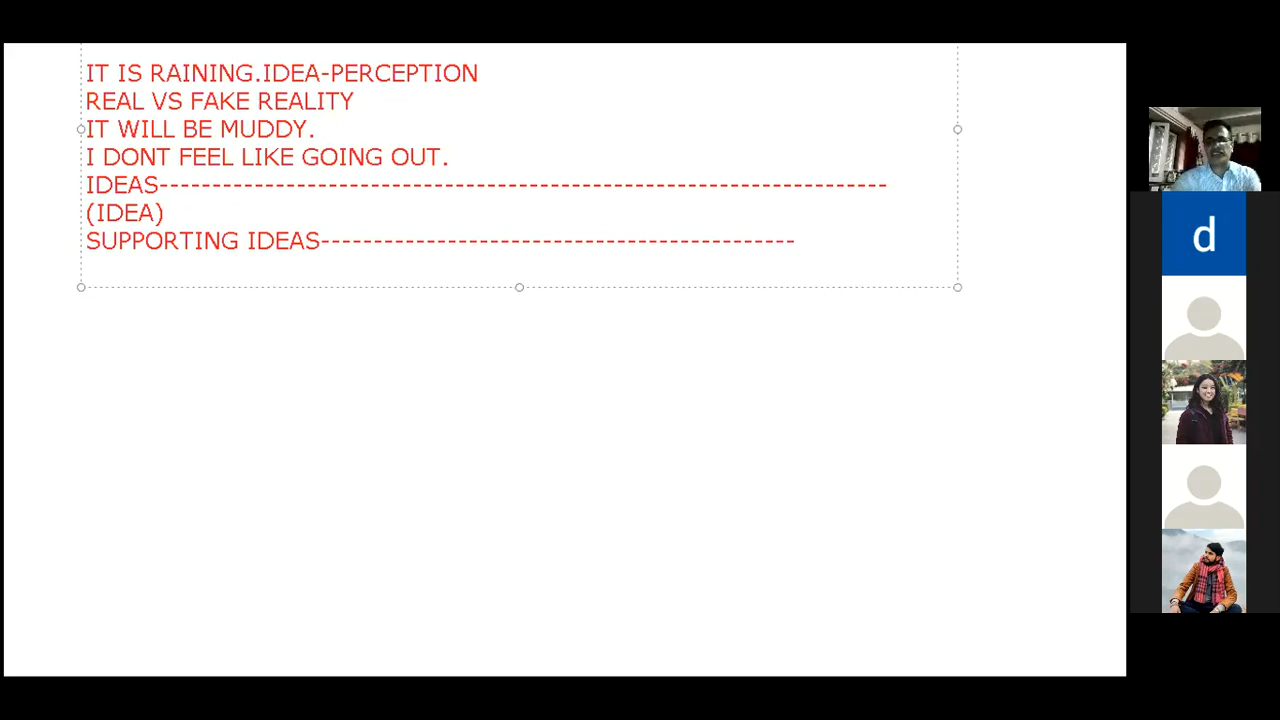 IT IS RAINING.IDEA-PERCEPTION
REAL VS FAKE REALITY
IT WILL BE MUDDY.
I DONT FEEL LIKE GOING OUT.
IDEAS---------------------------------------------------------------------
(IDEA)
SUPPORTING IDEAS--------------------------------------------
d